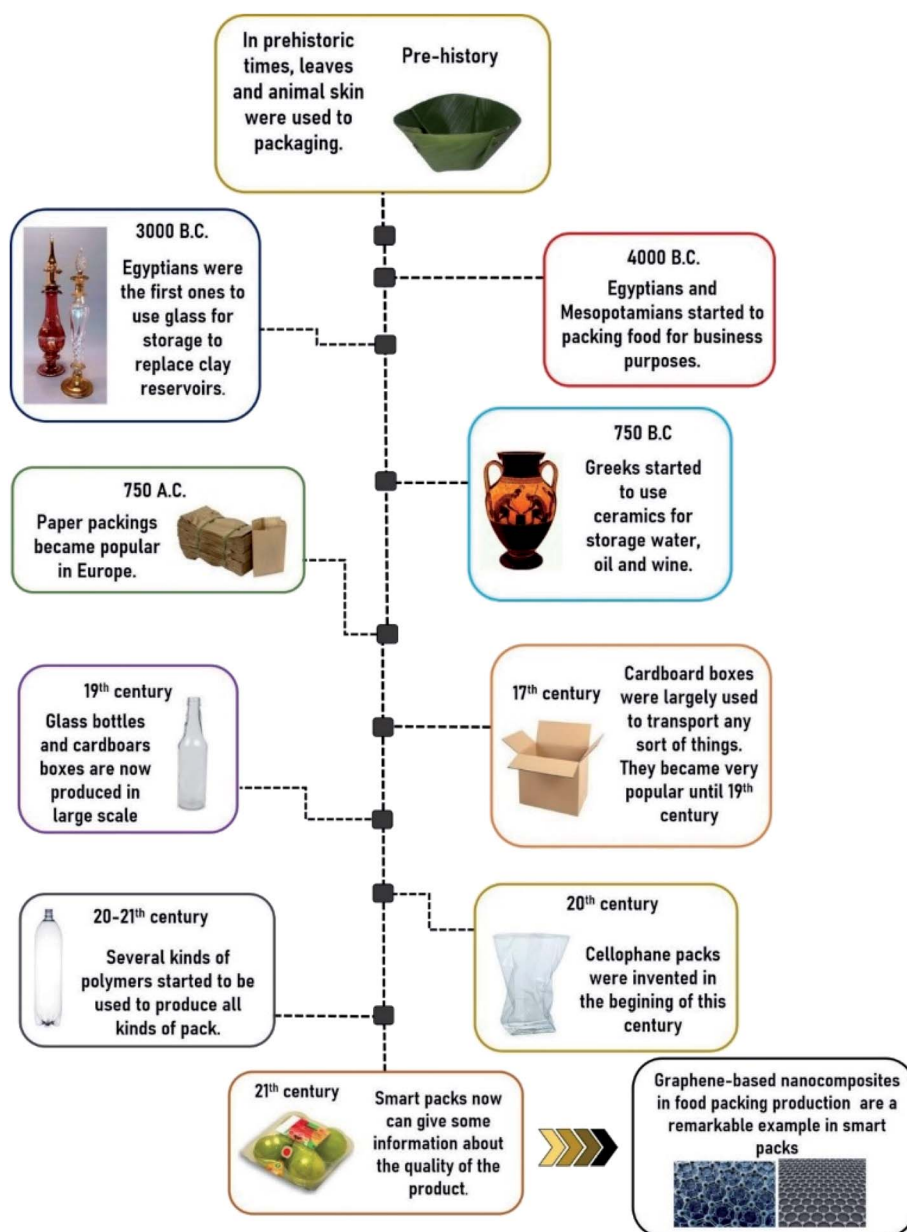 In prehistoric
times, leaves
and animal skin
were used to
packaging.
Pre-history
3000 B.C.
Egyptians were
the first ones to
use glass for
storage to
replace clay
reservoirs.
4000 B.C.
Egyptians and
Mesopotamians started to
packing food for business
purposes.
750 B.C
Greeks started
to use
ceramics for
storage water,
oil and wine.
750 A.C.
Paper packings
became popular
in Europe.
19th century
Glass bottles
and cardboars
boxes are now
produced in
large scale
17th century
Cardboard boxes
were largely used
to transport any
sort of things.
They became very
popular until 19th
century
20-21th century
Several kinds of
polymers started to be
used to produce all
kinds of pack.
20th century
Cellophane packs
were invented in
the begining of this
century
21th century
Smart packs now
can give some
information about
the quality of the
product.
Graphene-based nanocomposites
in food packing production are a
remarkable example in smart
packs